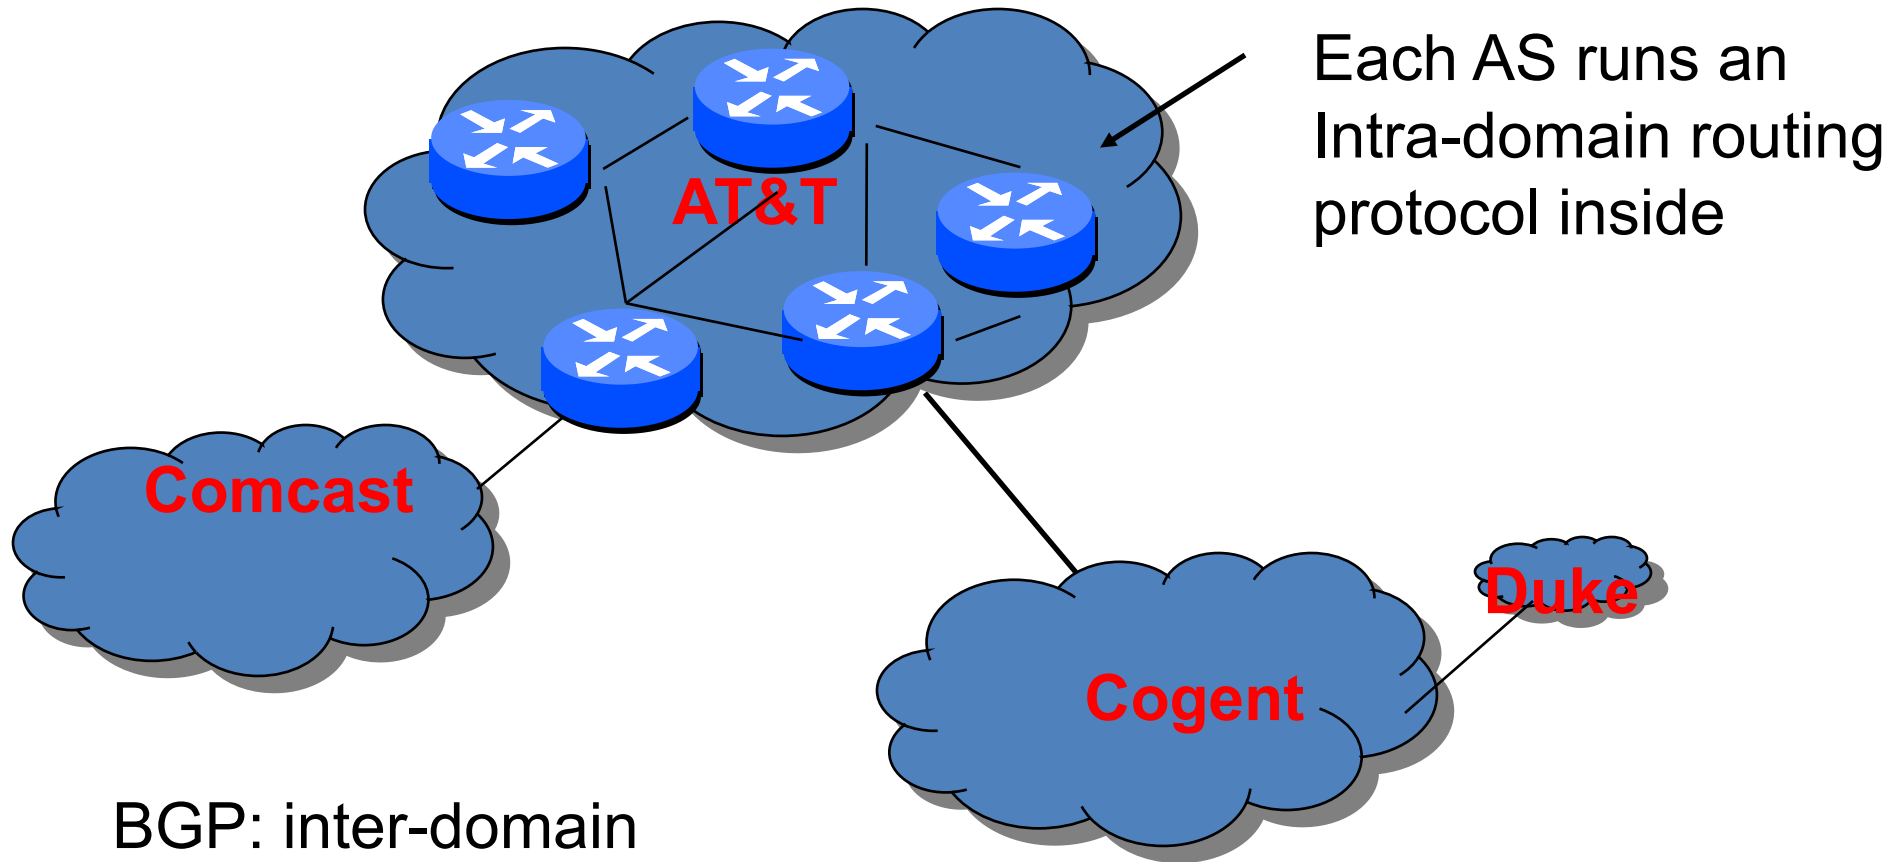 Each AS runs an
Intra-domain routing
protocol inside
AT&T
Comcast
Duke
Cogent
BGP: inter-domain